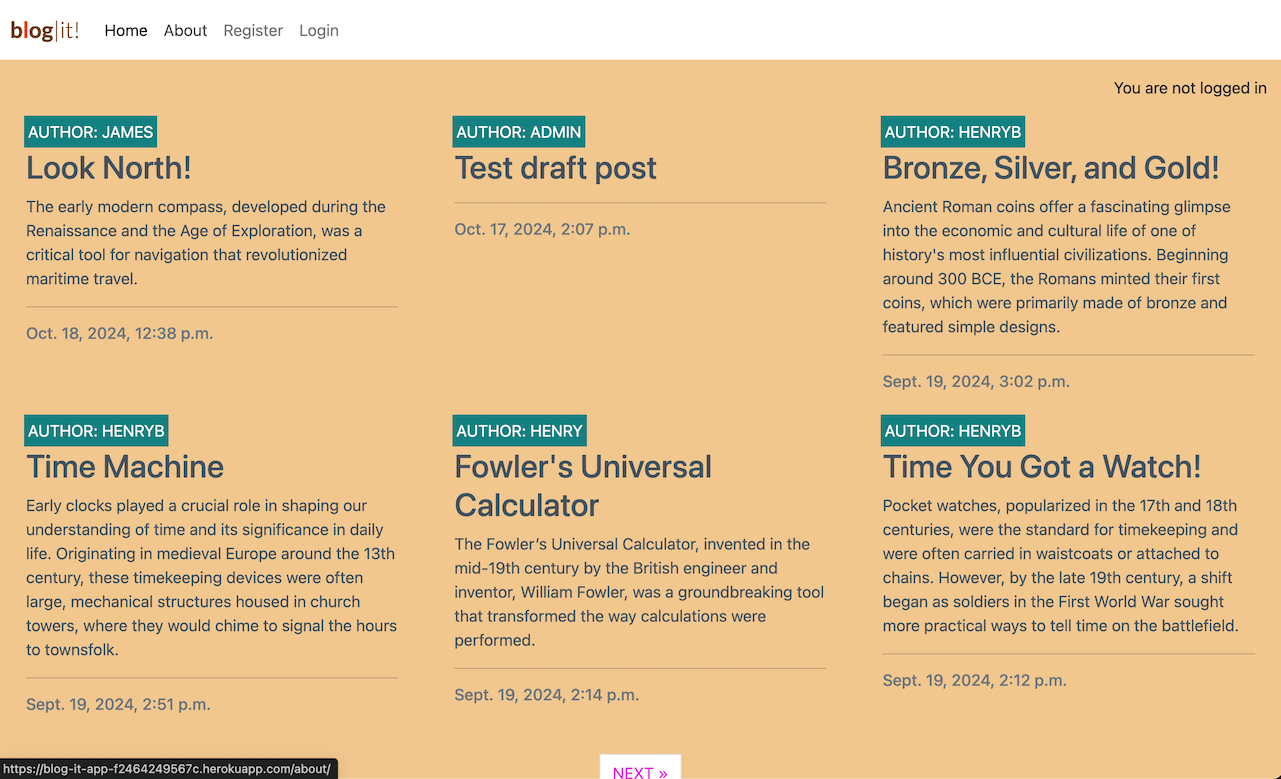 blog|it! Home About Register Login
You are not logged in
AUTHOR: JAMES
Look North!
The early modern compass, developed during the
Renaissance and the Age of Exploration, was a
critical tool for navigation that revolutionized
maritime travel.
Oct. 18, 2024, 12:38 p.m.
AUTHOR: ADMIN
Test draft post
Oct. 17, 2024, 2:07 p.m.
AUTHOR: HENRYB
Bronze, Silver, and Gold!
Ancient Roman coins offer a fascinating glimpse
into the economic and cultural life of one of
history's most influential civilizations. Beginning
around 300 BCE, the Romans minted their first
coins, which were primarily made of bronze and
featured simple designs.
Sept. 19, 2024, 3:02 p.m.
AUTHOR: HENRYB
Time Machine
Early clocks played a crucial role in shaping our
understanding of time and its significance in daily
life. Originating in medieval Europe around the 13th
century, these timekeeping devices were often
large, mechanical structures housed in church
towers, where they would chime to signal the hours
to townsfolk.
Sept. 19, 2024, 2:51 p.m.
AUTHOR: HENRY
Fowler's Universal
Calculator
The Fowler’s Universal Calculator, invented in the
mid-19th century by the British engineer and
inventor, William Fowler, was a groundbreaking tool
that transformed the way calculations were
performed.
Sept. 19, 2024, 2:14 p.m.
AUTHOR: HENRYB
Time You Got a Watch!
Pocket watches, popularized in the 17th and 18th
centuries, were the standard for timekeeping and
were often carried in waistcoats or attached to
chains. However, by the late 19th century, a shift
began as soldiers in the First World War sought
more practical ways to tell time on the battlefield.
Sept. 19, 2024, 2:12 p.m.
NEXT »
https://blog-it-app-f2464249567c.herokuapp.com/about/